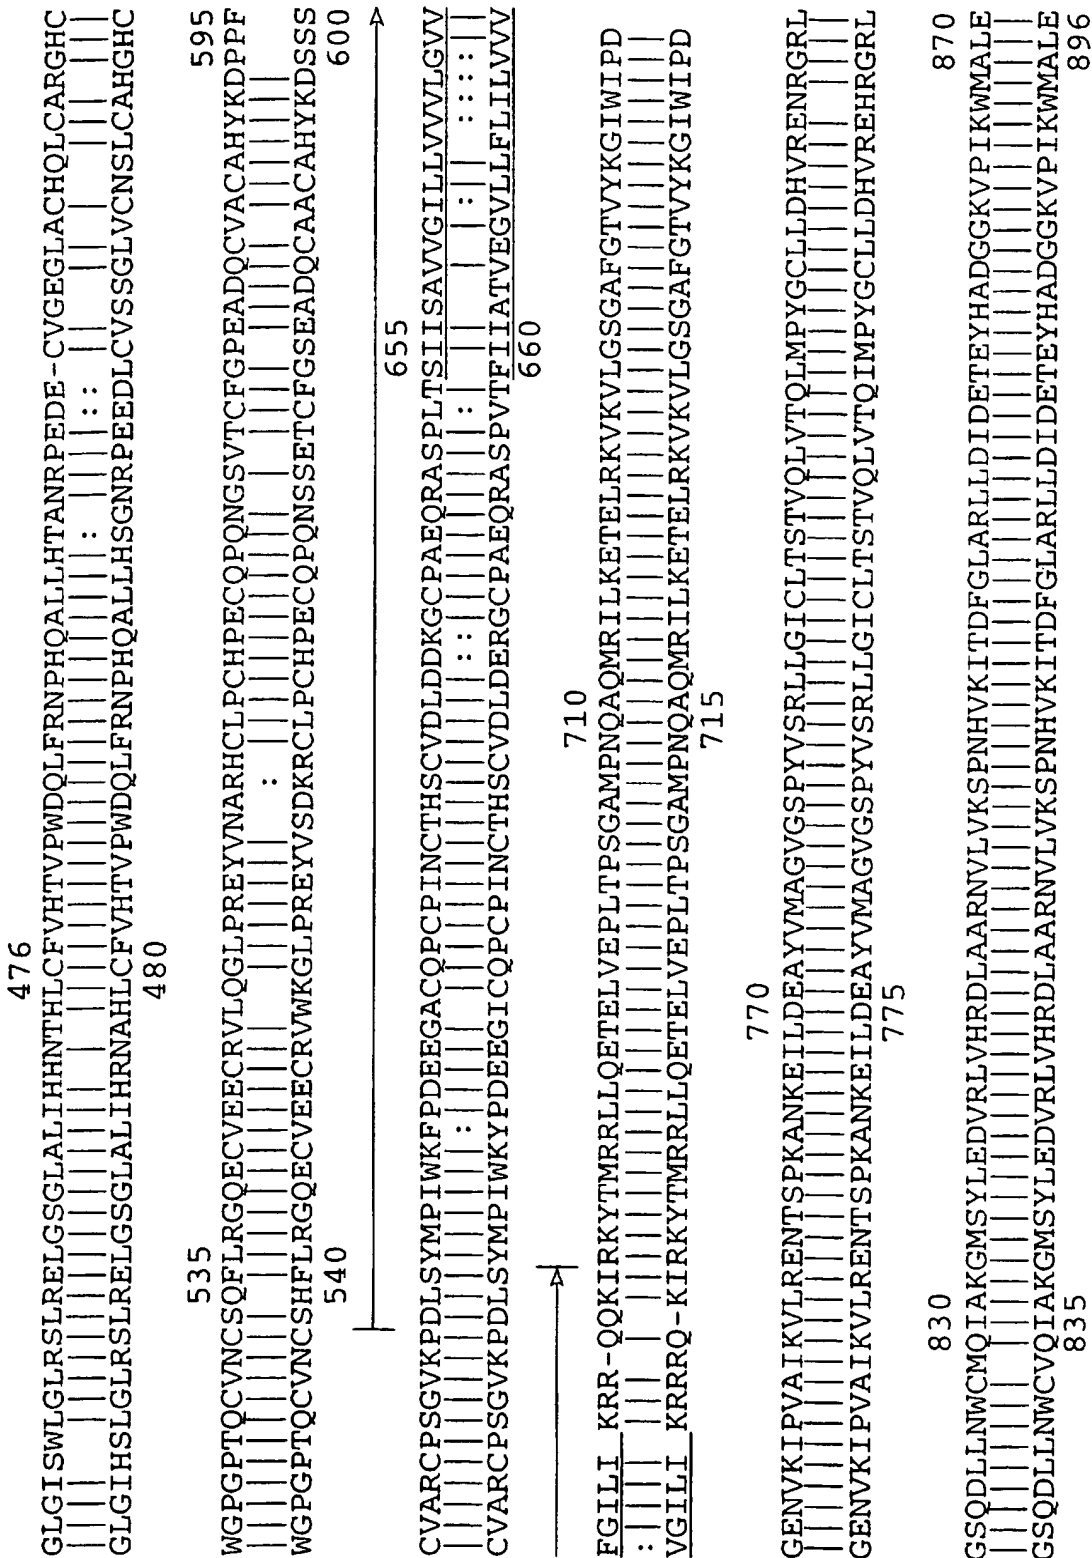 476
GLGISWLGLRSLRELGSGLALIHHNTHLCFVHTVPWDQLFRNPHQALLHTANRPEDE-CVGEGLACHQLCARGHC
GLGIHSLGLRSLRELGSGLALIHRNAHLCFVHTVPWDQLFRNPHQALLHSGNRPEEDLCVSSGLVCNSLCAHGHC
480
535 595
WGPGPTQCVNCSQFLRGQECVEECRVLQGLPREYVNARHCLPCHPECQPQNGSVTCFGPEADQCVACAHYKDPPF
WGPGPTQCVNCSHFLRGQECVEECRVWKGLPREYVSDKRCLPCHPECQPQNSSETCFGSEADQCAACAHYKDSSS
540 600
655
CVARCPSGVKPDLSYMPIWKFPDEEGACQPCPINCTHSCVDLDDKGCPAEQRASPLTSIISAVVGILLVVVLGVV
CVARCPSGVKPDLSYMPIWKYPDEEGICQPCPINCTHSCVDLDERGCPAEQRASPVTFIIATVEGVLLFLILVVV
660
710
FGILI KRR-QQKIRKYTMRRLLQETELVEPLTPSGAMPNQAQMRILKETELRKVKVLGSGAFGTVYKGIWIPD
VGILI KRRRQ-KIRKYTMRRLLQETELVEPLTPSGAMPNQAQMRILKETELRKVKVLGSGAFGTVYKGIWIPD
715
770
GENVKIPVAIKVLRENTSPKANKEILDEAYVMAGVGSPYVSRLLGICLTSTVQLVTQLMPYGCLLDHVRENRGRL
GENVKIPVAIKVLRENTSPKANKEILDEAYVMAGVGSPYVSRLLGICLTSTVQLVTQIMPYGCLLDHVREHRGRL
775
830 870
GSQDLLNWCMQIAKGMSYLEDVRLVHRDLAARNVLVKSPNHVKITDFGLARLLDIDETEYHADGGKVPIKWMALE
GSQDLLNWCVQIAKGMSYLEDVRLVHRDLAARNVLVKSPNHVKITDFGLARLLDIDETEYHADGGKVPIKWMALE
835 896